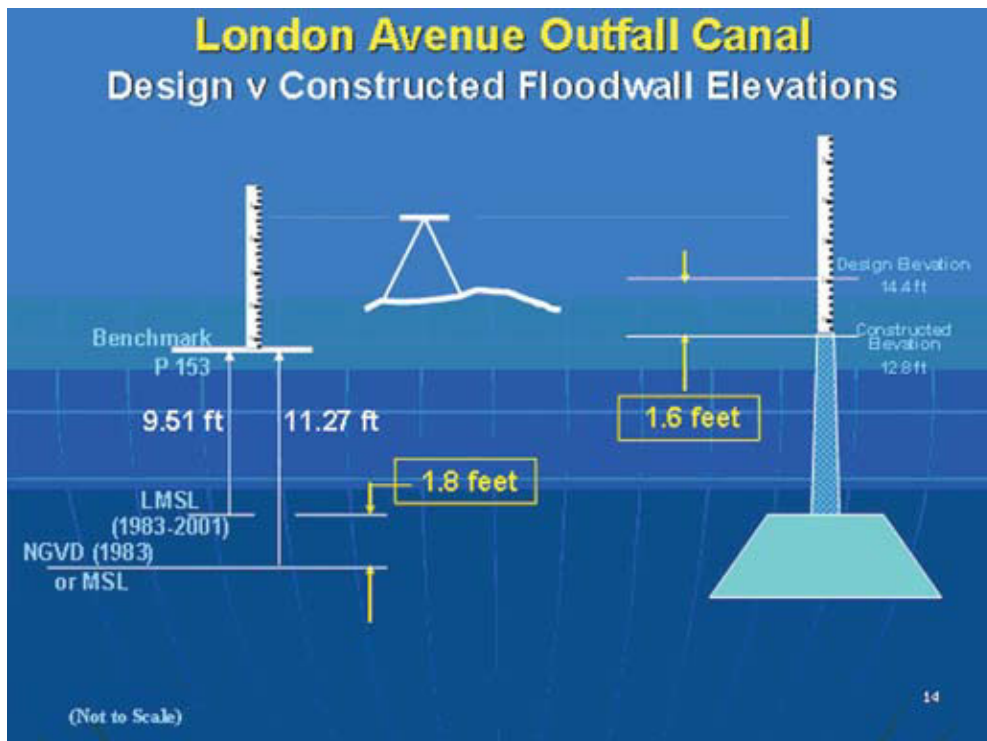 London Avenue Outfall Canal
Design v Constructed Floodwall Elevations
Design Elevation
14.4 ft
Benchmark
P 153
Constructed
Elevation
12.8 ft
9.51 ft
11.27 ft
1.6 feet
1.8 feet
LMSL
(1983-2001)
NGVD (1983)
or MSL
(Not to Scale)
14